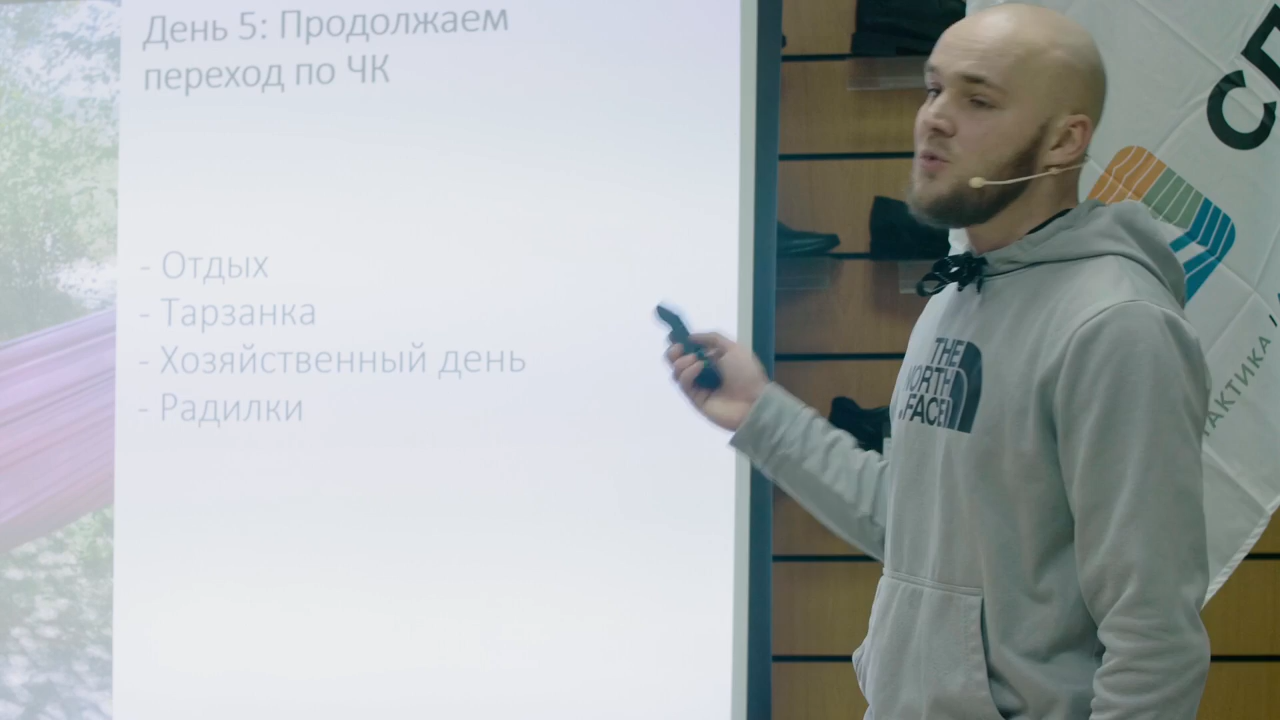 День 5: Продолжаем
переход по ЧК
- Отдых
- Тарзанка
- Хозяйственный день
- Радилки
THE
NORTH
FACE